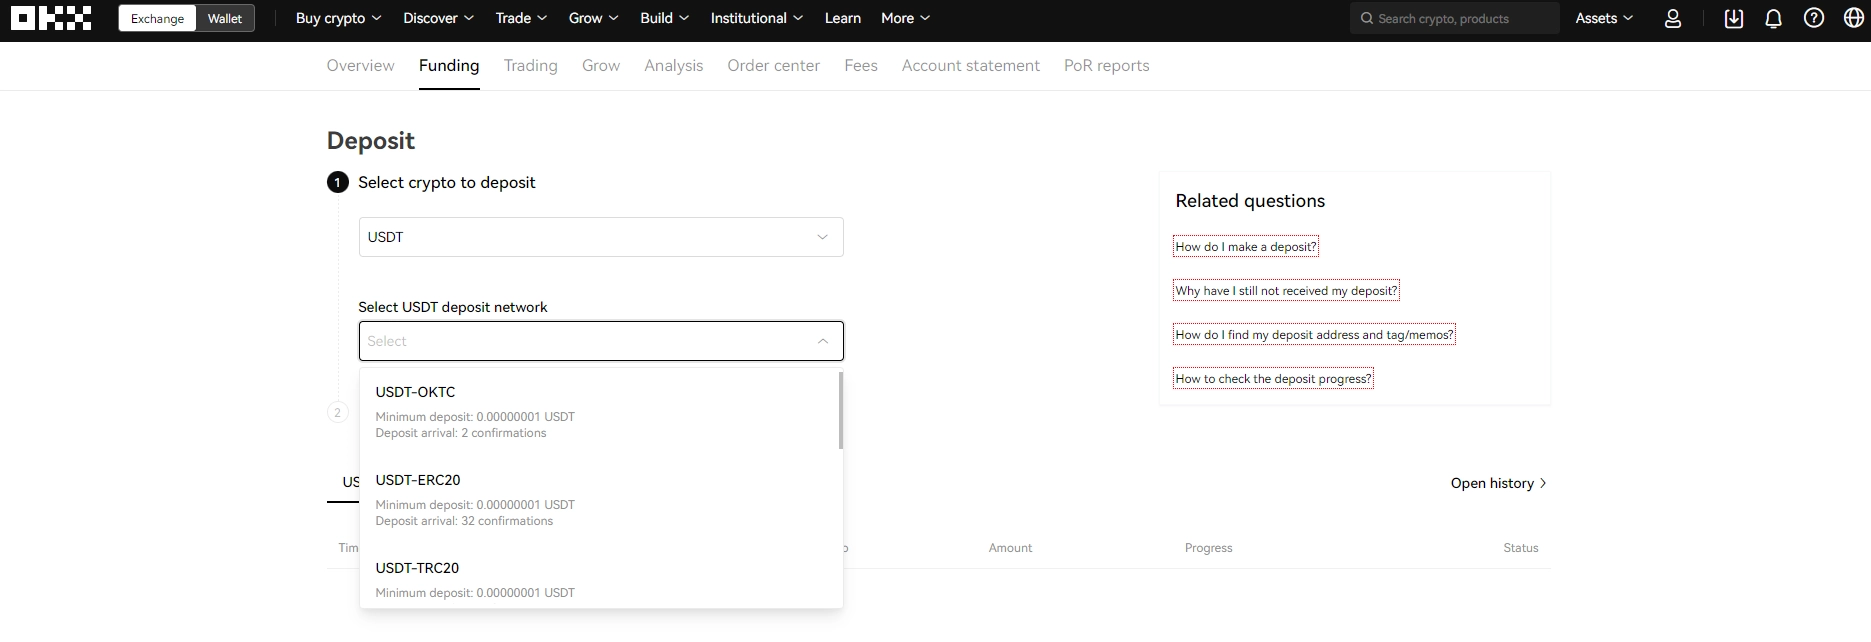 OKX
Exchange Wallet Buy crypto Discover Trade Grow Build Institutional Learn More Search crypto, products Assets
Overview Funding Trading Grow Analysis Order center Fees Account statement PoR reports
Deposit
1 Select crypto to deposit
USDT
Select USDT deposit network
Select
USDT-OKTC
Minimum deposit: 0.00000001 USDT
Deposit arrival: 2 confirmations
2
USDT-ERC20
Minimum deposit: 0.00000001 USDT
Deposit arrival: 32 confirmations
USDT-TRC20
Minimum deposit: 0.00000001 USDT
Related questions
How do I make a deposit?
Why have I still not received my deposit?
How do I find my deposit address and tag/memos?
How to check the deposit progress?
Open history
Amount Progress Status